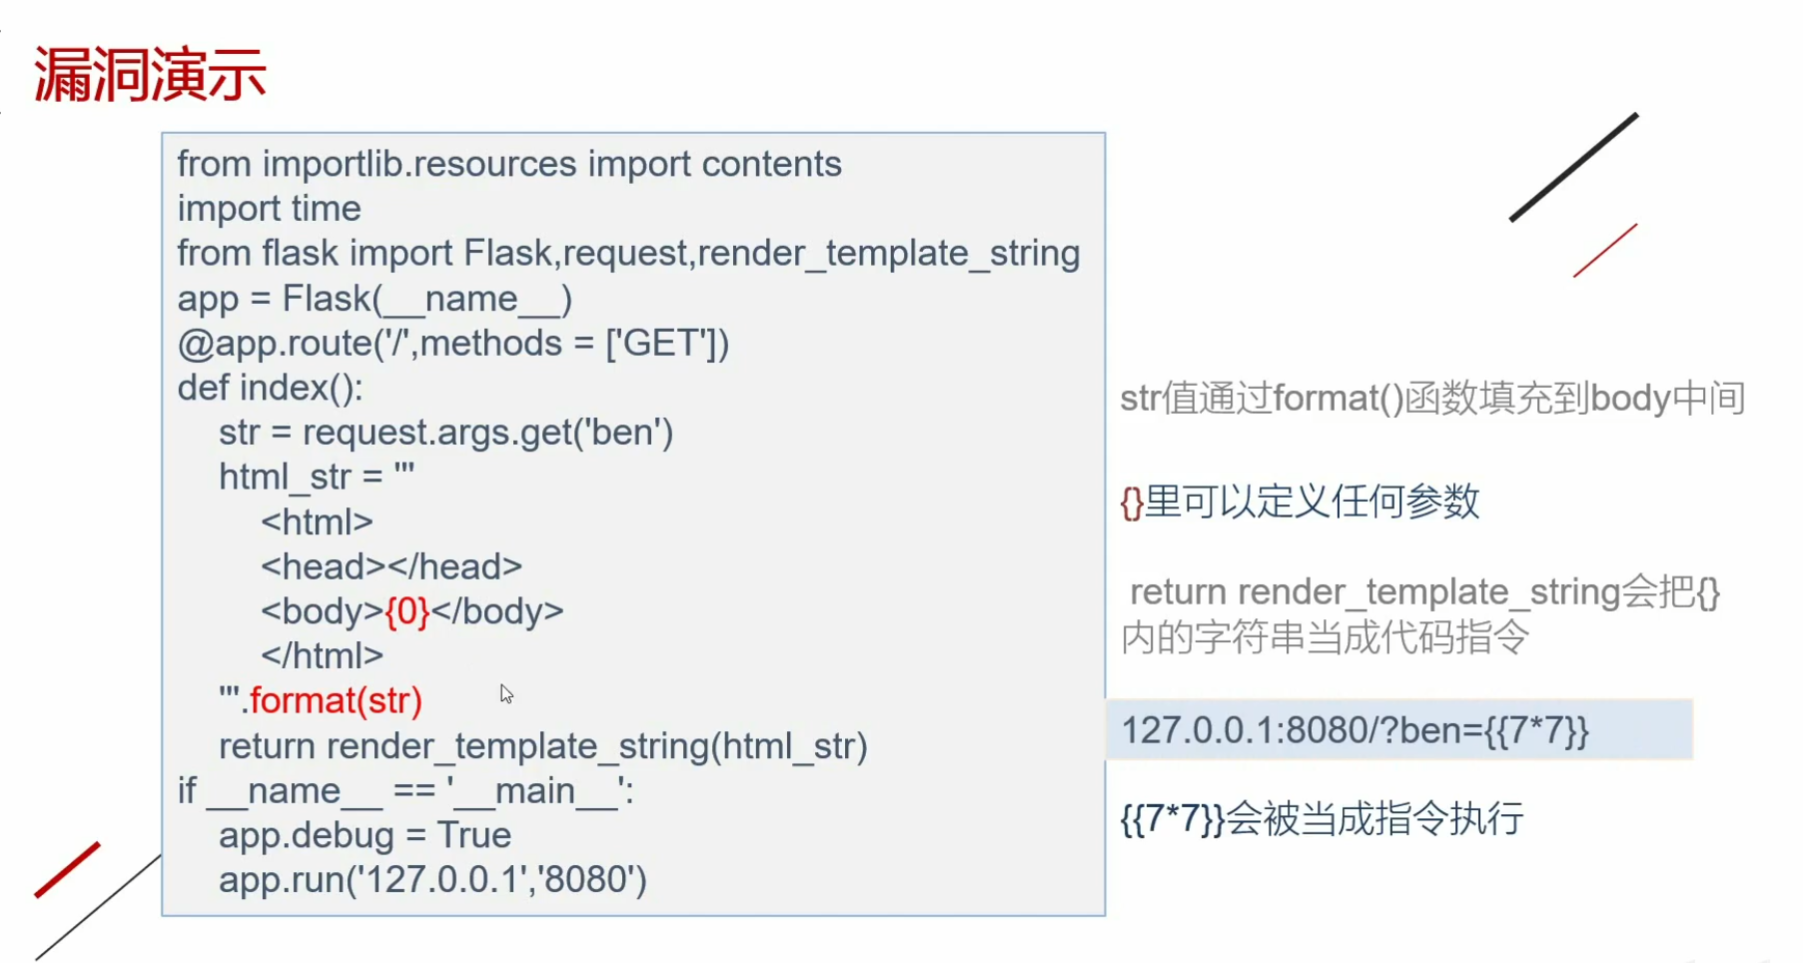 漏洞演示
from importlib.resources import contents
import time
from flask import Flask,request,render_template_string
app = Flask(__name__)
@app.route('/',methods = ['GET'])
def index():
str = request.args.get('ben')
html_str = '''
<html>
<head></head>
<body>{0}</body>
</html>
'''.format(str)
return render_template_string(html_str)
if __name__ == '__main__':
app.debug = True
app.run('127.0.0.1','8080')
str值通过format()函数填充到body中间
{}里可以定义任何参数
return render_template_string会把{}
内的字符串当成代码指令
127.0.0.1:8080/?ben={{7*7}}
{{7*7}}会被当成指令执行